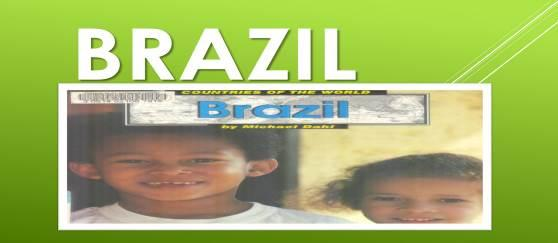 BRAZIL
COUNTRIES OF THE WORLD
Brazil
by Michael Dahl